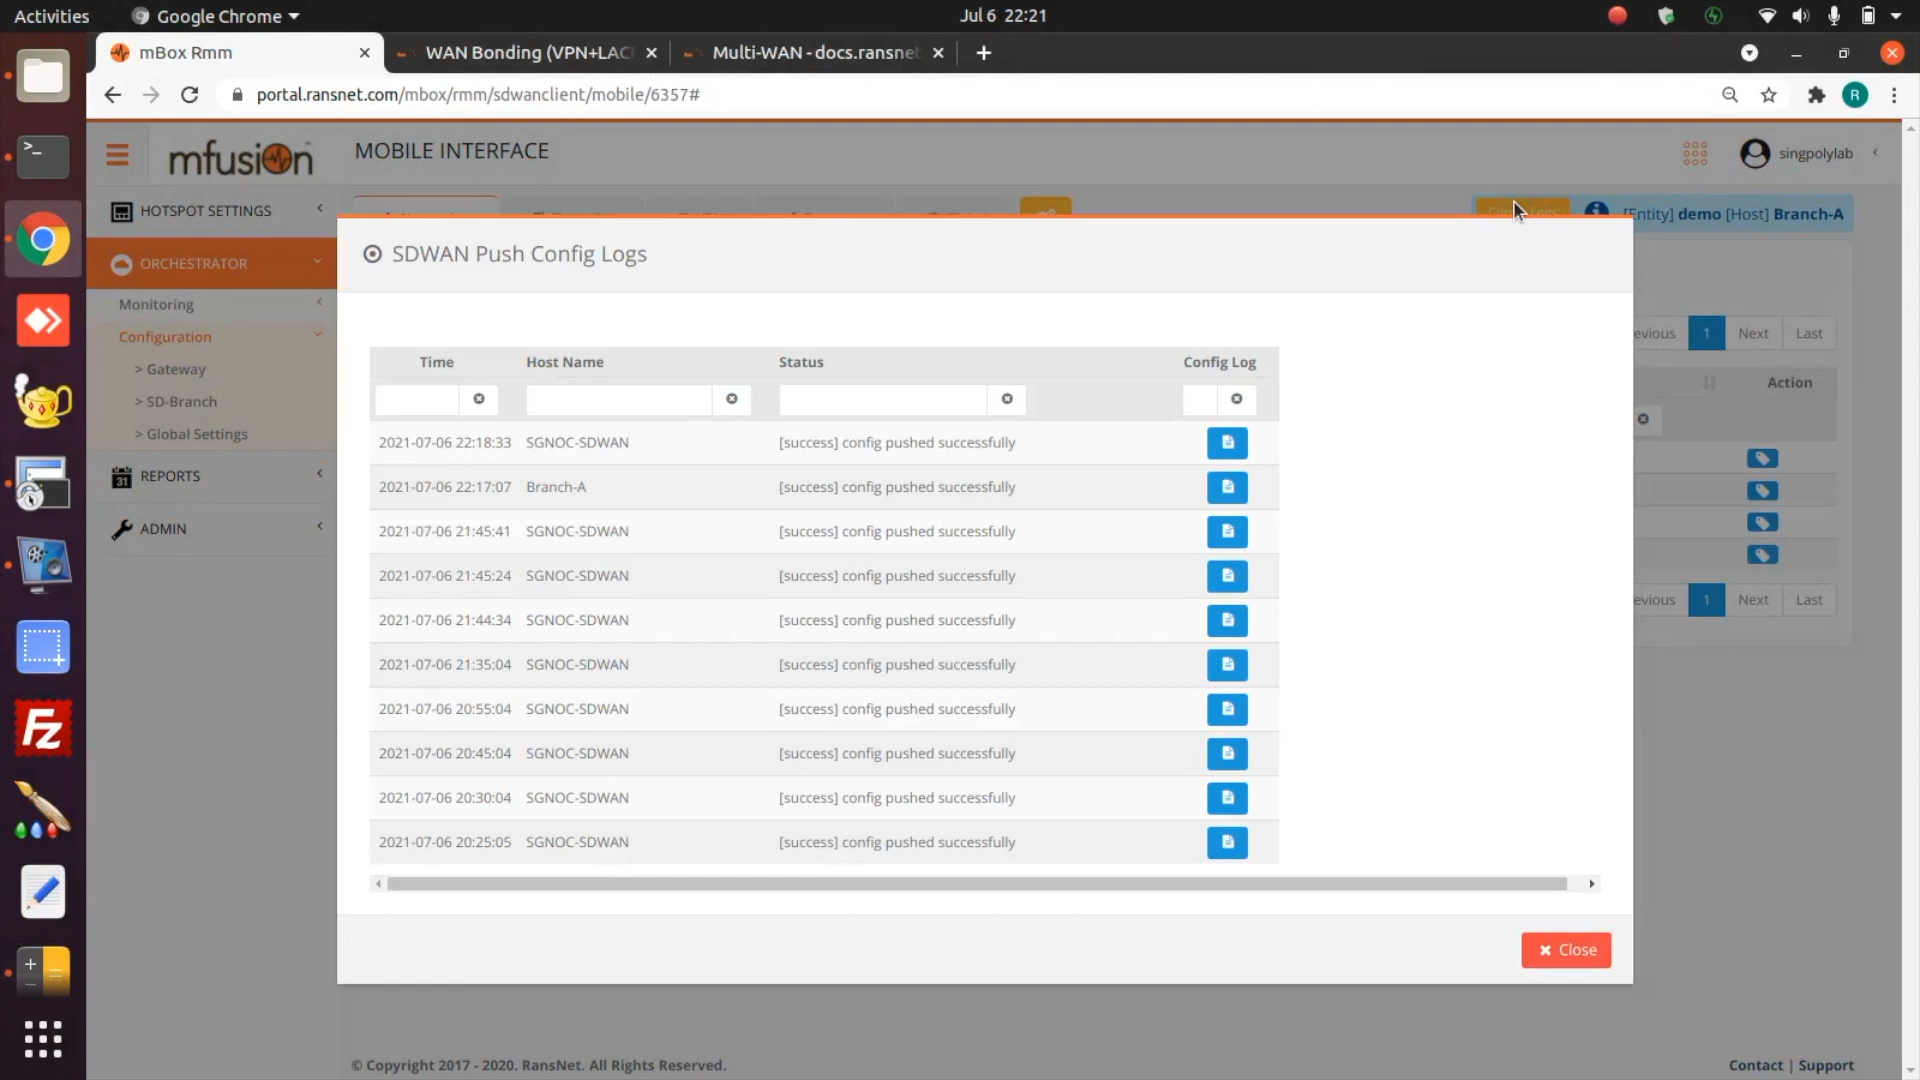 Activities
Google Chrome
Jul 6 22:21
mBox Rmm
WAN Bonding (VPN+LAC
Multi-WAN - docs.ransnet
portal.ransnet.com/mbox/rmm/sdwanclient/mobile/6357#
R
mfusion
MOBILE INTERFACE
singpolylab
HOTSPOT SETTINGS
[Entity] demo [Host] Branch-A
ORCHESTRATOR
Monitoring
Configuration
> Gateway
> SD-Branch
> Global Settings
31 REPORTS
ADMIN
SDWAN Push Config Logs
Time Host Name Status Config Log
2021-07-06 22:18:33 SGNOC-SDWAN [success] config pushed successfully
2021-07-06 22:17:07 Branch-A [success] config pushed successfully
2021-07-06 21:45:41 SGNOC-SDWAN [success] config pushed successfully
2021-07-06 21:45:24 SGNOC-SDWAN [success] config pushed successfully
2021-07-06 21:44:34 SGNOC-SDWAN [success] config pushed successfully
2021-07-06 21:35:04 SGNOC-SDWAN [success] config pushed successfully
2021-07-06 20:55:04 SGNOC-SDWAN [success] config pushed successfully
2021-07-06 20:45:04 SGNOC-SDWAN [success] config pushed successfully
2021-07-06 20:30:04 SGNOC-SDWAN [success] config pushed successfully
2021-07-06 20:25:05 SGNOC-SDWAN [success] config pushed successfully
Close
evious 1 Next Last
Action
evious 1 Next Last
© Copyright 2017 - 2020. RansNet. All Rights Reserved.
Contact | Support